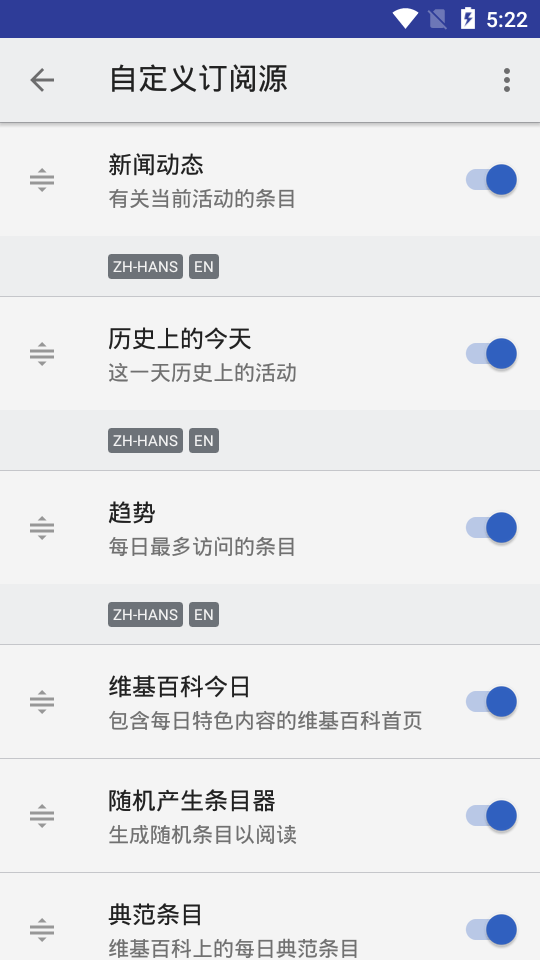 5:22
自定义订阅源
新闻动态
有关当前活动的条目
ZH-HANS EN
历史上的今天
这一天历史上的活动
ZH-HANS EN
趋势
每日最多访问的条目
ZH-HANS EN
维基百科今日
包含每日特色内容的维基百科首页
随机产生条目器
生成随机条目以阅读
典范条目
维基百科上的每日典范条目